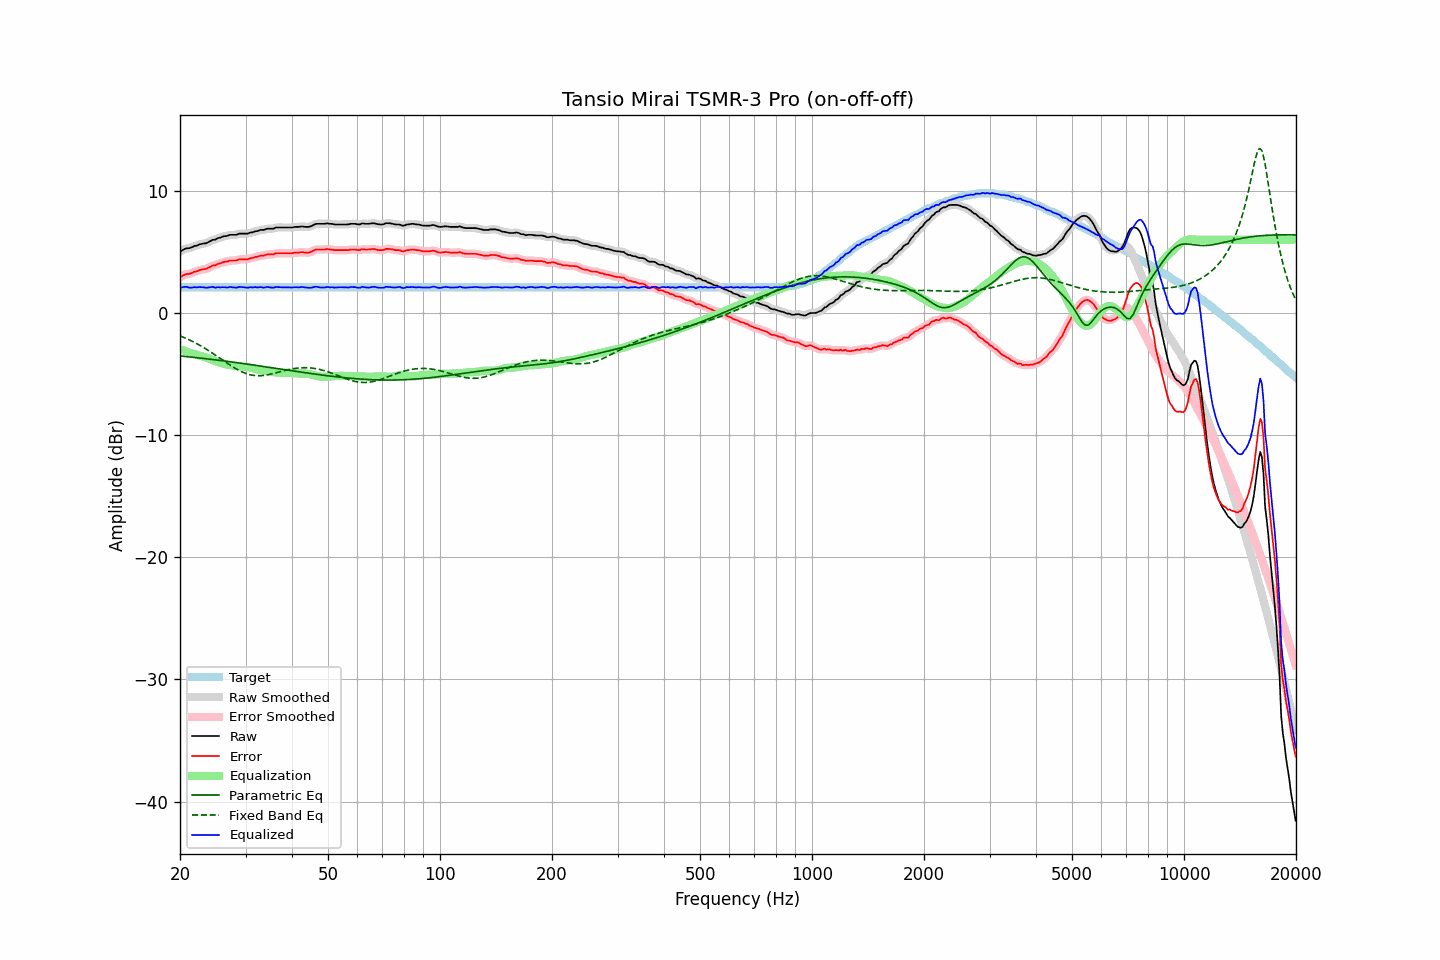 Tansio Mirai TSMR-3 Pro (on-off-off)
10
0
−10
−20
−30
−40
Amplitude (dBr)
Target
Raw Smoothed
Error Smoothed
Raw
Error
Equalization
Parametric Eq
Fixed Band Eq
Equalized
20 50 100 200 500 1000 2000 5000 10000 20000
Frequency (Hz)